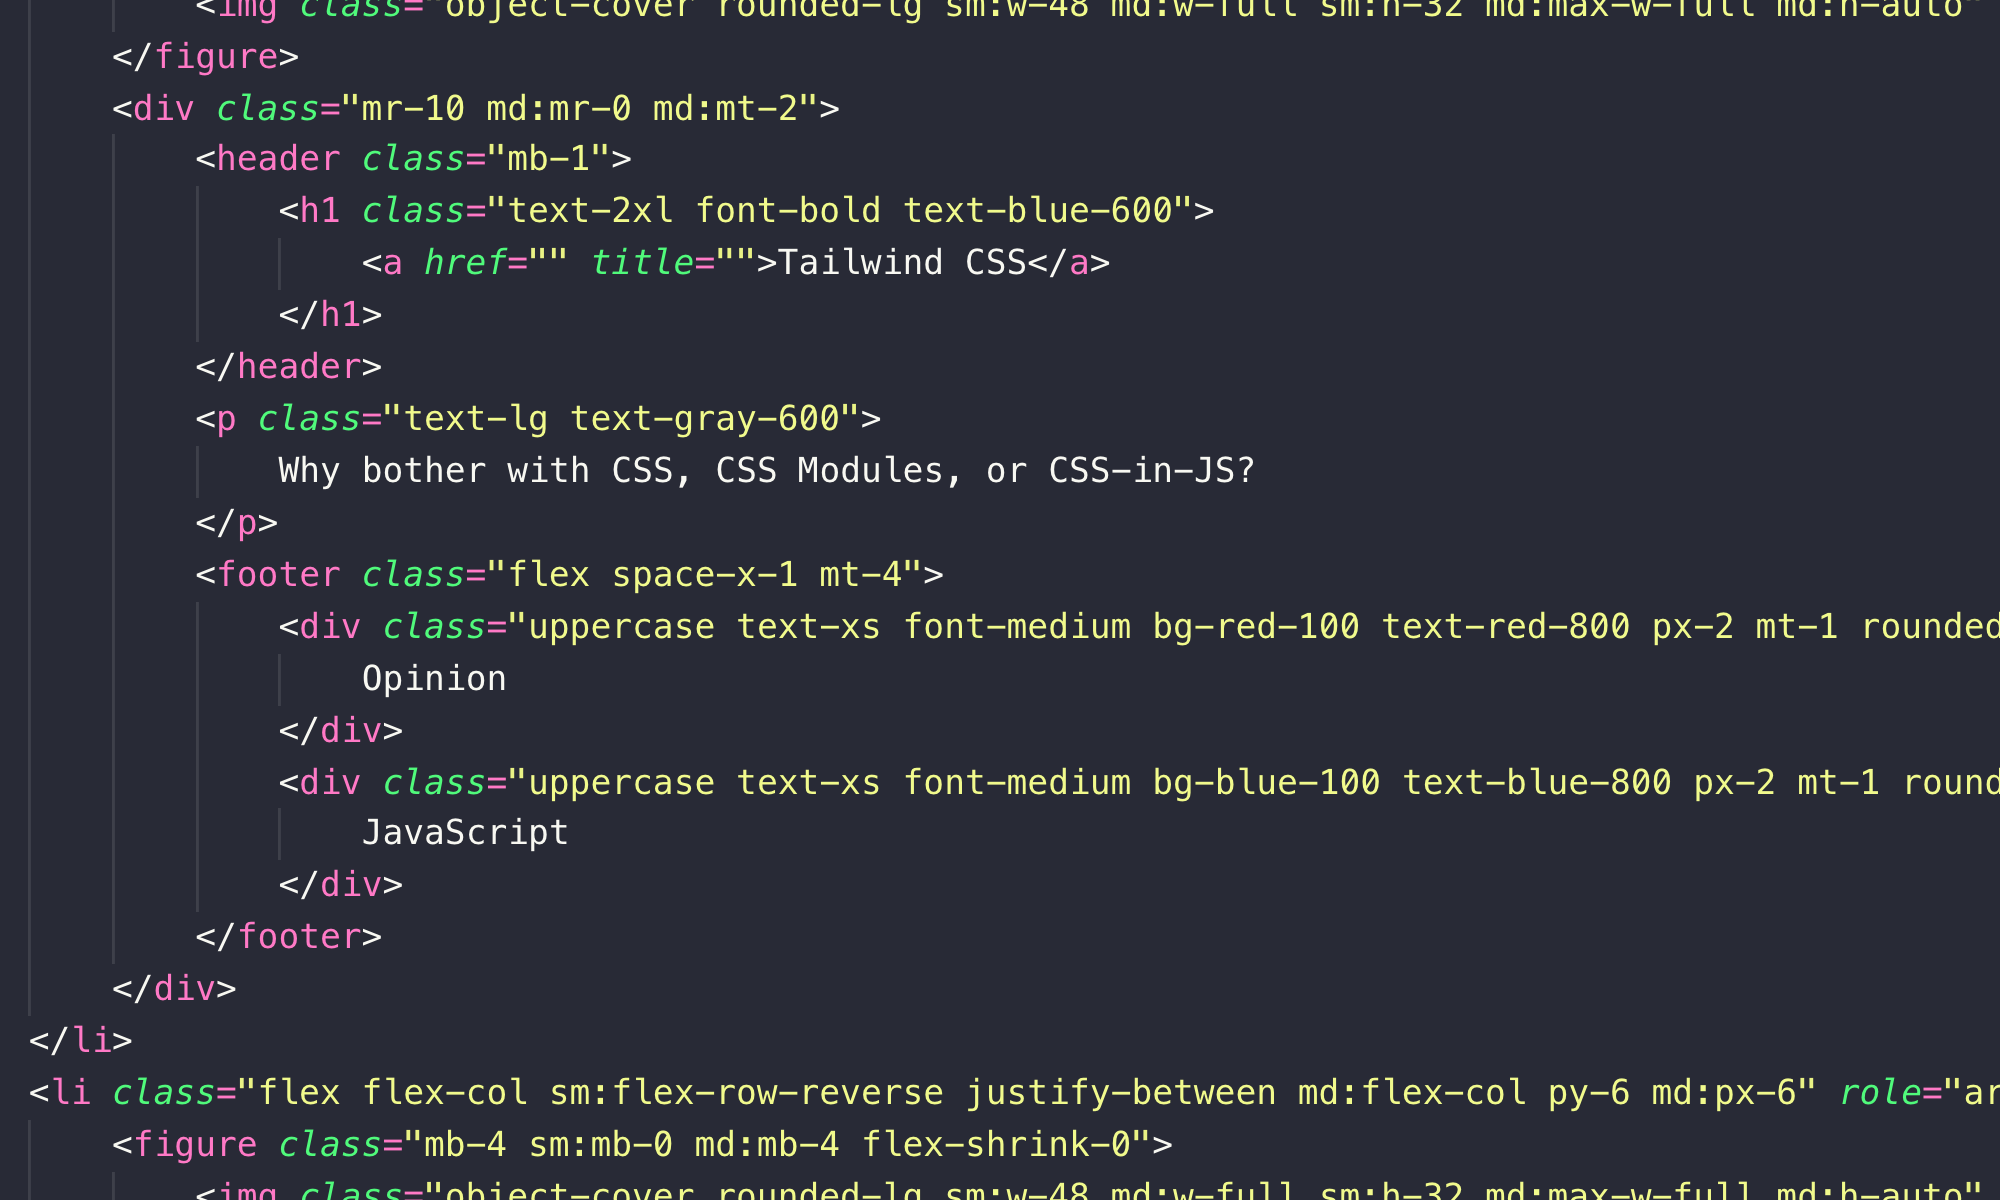 <img class="object-cover rounded-lg sm:w-48 md:w-full sm:h-32 md:max-w-full md:h-auto"
</figure>
<div class="mr-10 md:mr-0 md:mt-2">
<header class="mb-1">
<h1 class="text-2xl font-bold text-blue-600">
<a href="" title="">Tailwind CSS</a>
</h1>
</header>
<p class="text-lg text-gray-600">
Why bother with CSS, CSS Modules, or CSS-in-JS?
</p>
<footer class="flex space-x-1 mt-4">
<div class="uppercase text-xs font-medium bg-red-100 text-red-800 px-2 mt-1 rounded
Opinion
</div>
<div class="uppercase text-xs font-medium bg-blue-100 text-blue-800 px-2 mt-1 round
JavaScript
</div>
</footer>
</div>
</li>
<li class="flex flex-col sm:flex-row-reverse justify-between md:flex-col py-6 md:px-6" role="ar
<figure class="mb-4 sm:mb-0 md:mb-4 flex-shrink-0">
<img class="object-cover rounded-lg sm:w-48 md:w-full sm:h-32 md:max-w-full md:h-auto"